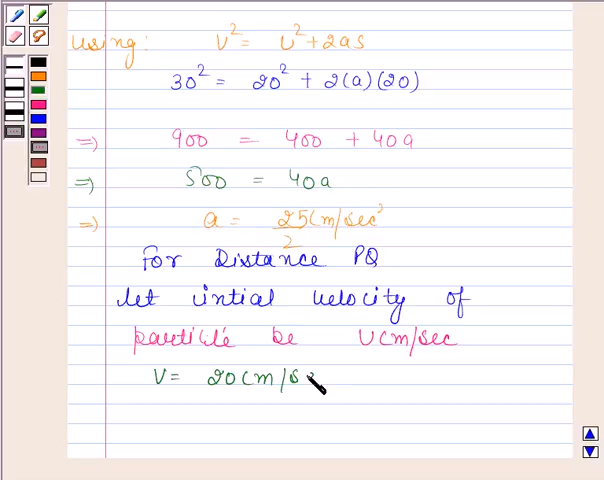 Using: V² = U² + 2as
30² = 20² + 2(a)(20)
=) 900 = 400 + 40a
=) 500 = 40a
=) a = 25/2 cm/sec²
For Distance PQ
let intial velocity of
particle be U cm/sec
V = 20 cm/s